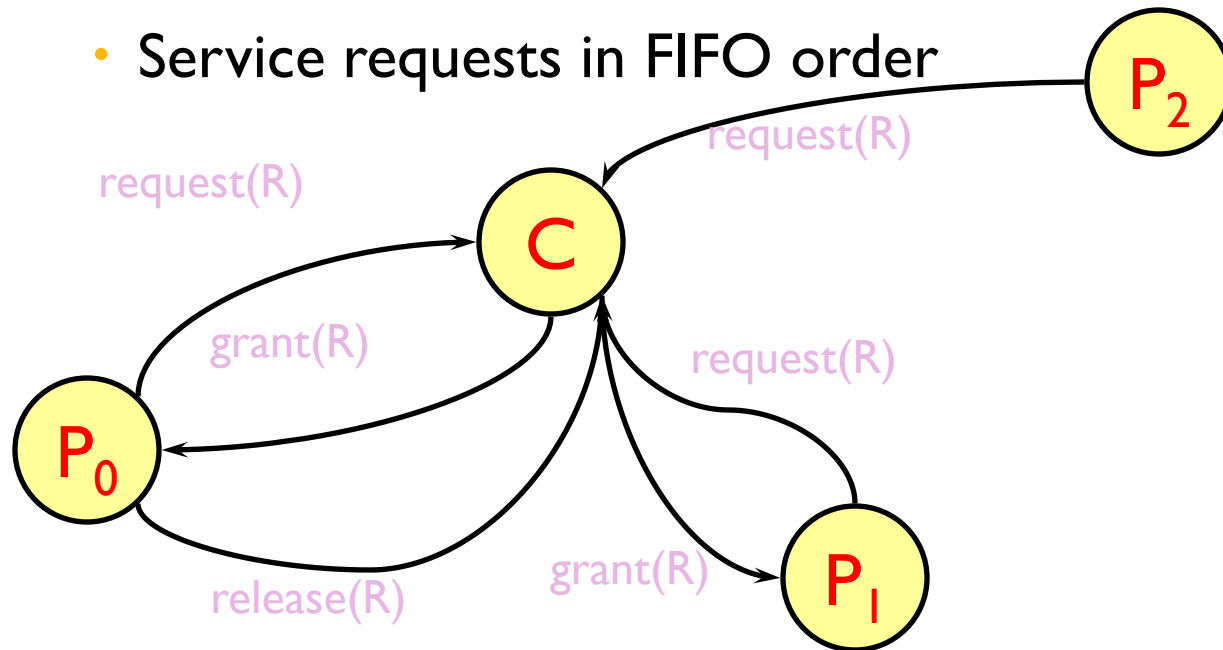 • Service requests in FIFO order
P₂
request(R)
request(R)
C
grant(R)
request(R)
P₀
grant(R)
P₁
release(R)